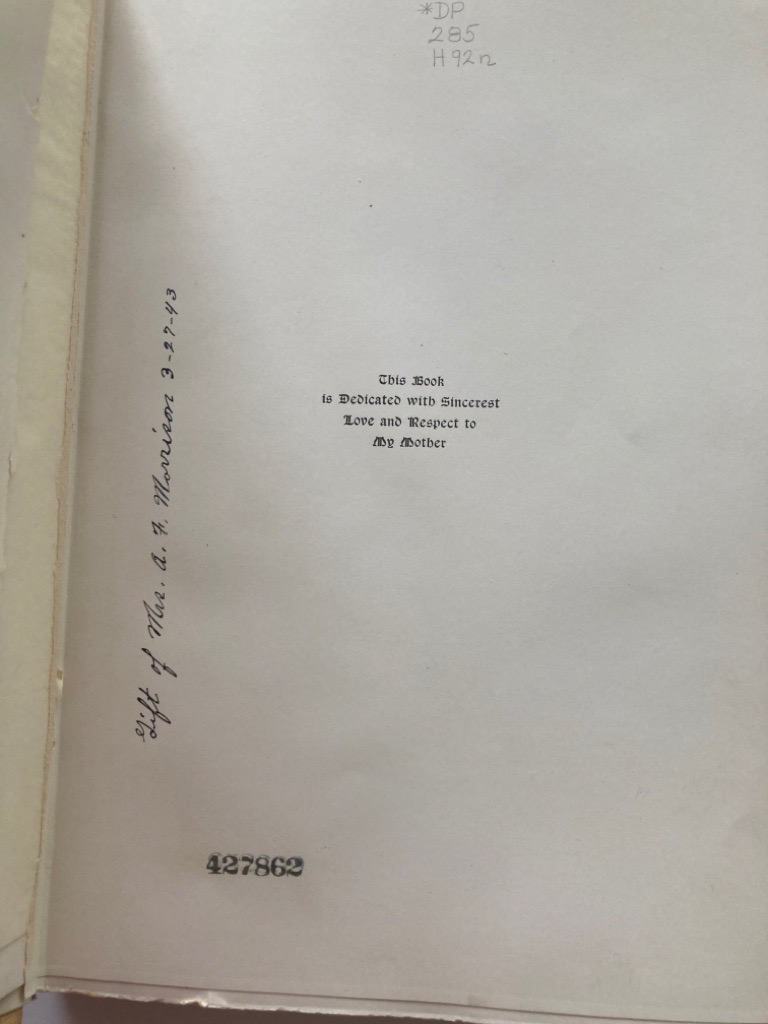 *DP
285
H92n
This Book
is Dedicated with Sincerest
Love and Respect to
My Mother
Gift of Mrs. A. F. Morrison 3-27-43
427862